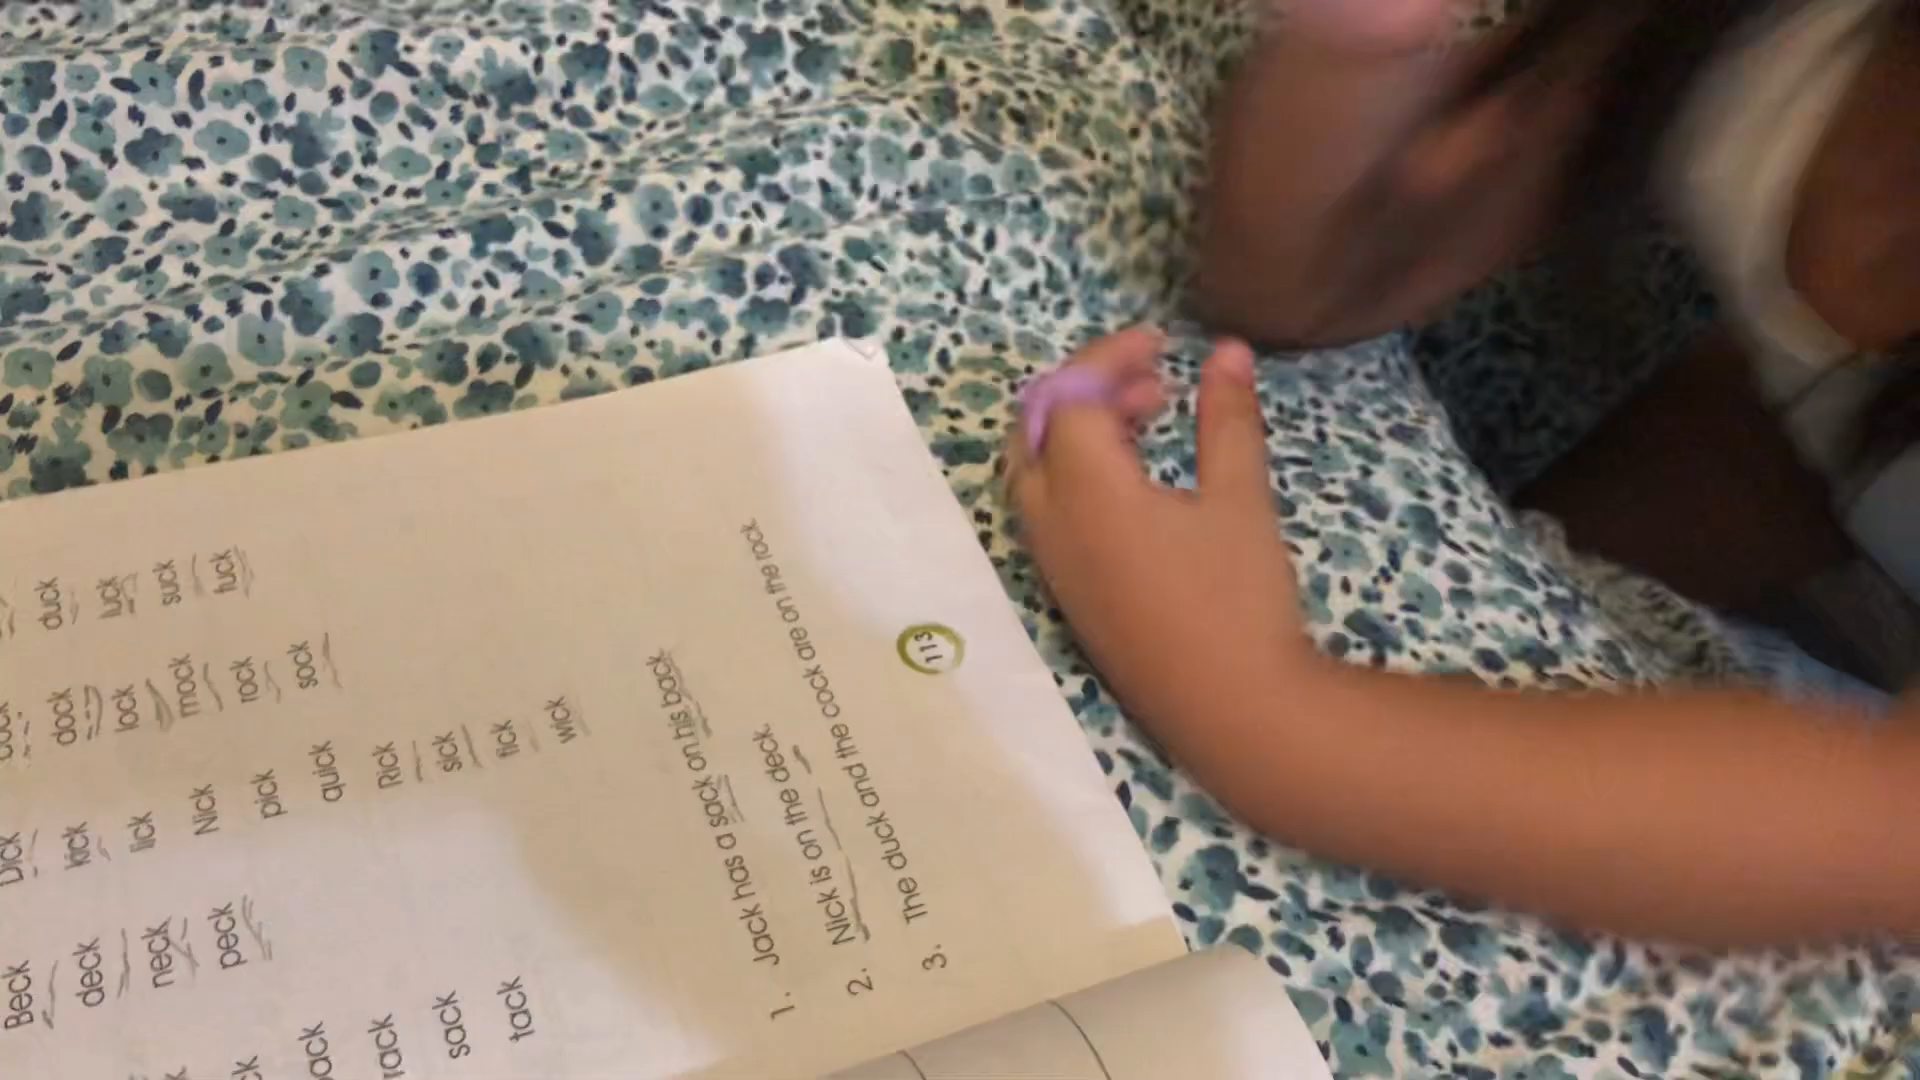 Beck Dick duck
deck kick dock luck
neck lick lock suck
peck Nick mock tuck
pick rock
quick sock
rack Rick
sack sick
tack tick
wick
1. Jack has a sack on his back.
2. Nick is on the deck.
3. The duck and the cock are on the rock.
113